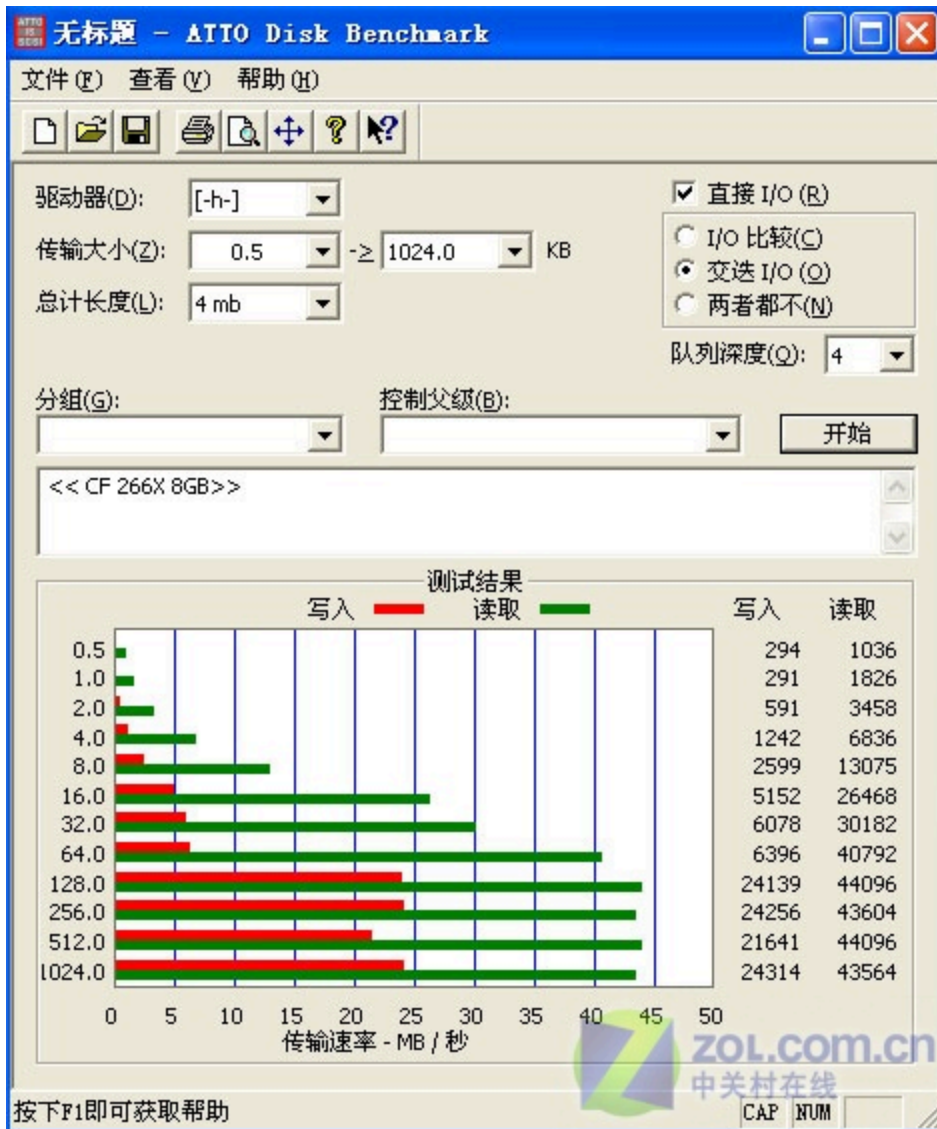 ATTO IS SCSI
无标题 - ATTO Disk Benchmark
文件(F) 查看(V) 帮助(H)
驱动器(D): [-h-]
直接 I/O (R)
传输大小(Z): 0.5 -> 1024.0 KB
I/O 比较(C)
交迭 I/O (O)
总计长度(L): 4 mb
两者都不(N)
队列深度(Q): 4
分組(G):
控制父级(B):
开始
<< CF 266X 8GB>>
测试结果
写入 读取 写入 读取
0.5 294 1036
1.0 291 1826
2.0 591 3458
4.0 1242 6836
8.0 2599 13075
16.0 5152 26468
32.0 6078 30182
64.0 6396 40792
128.0 24139 44096
256.0 24256 43604
512.0 21641 44096
1024.0 24314 43564
0 5 10 15 20 25 30 35 40 45 50
传输速率 - MB / 秒
ZOL.COM.CN
中关村在线
按下F1即可获取帮助
CAP NUM